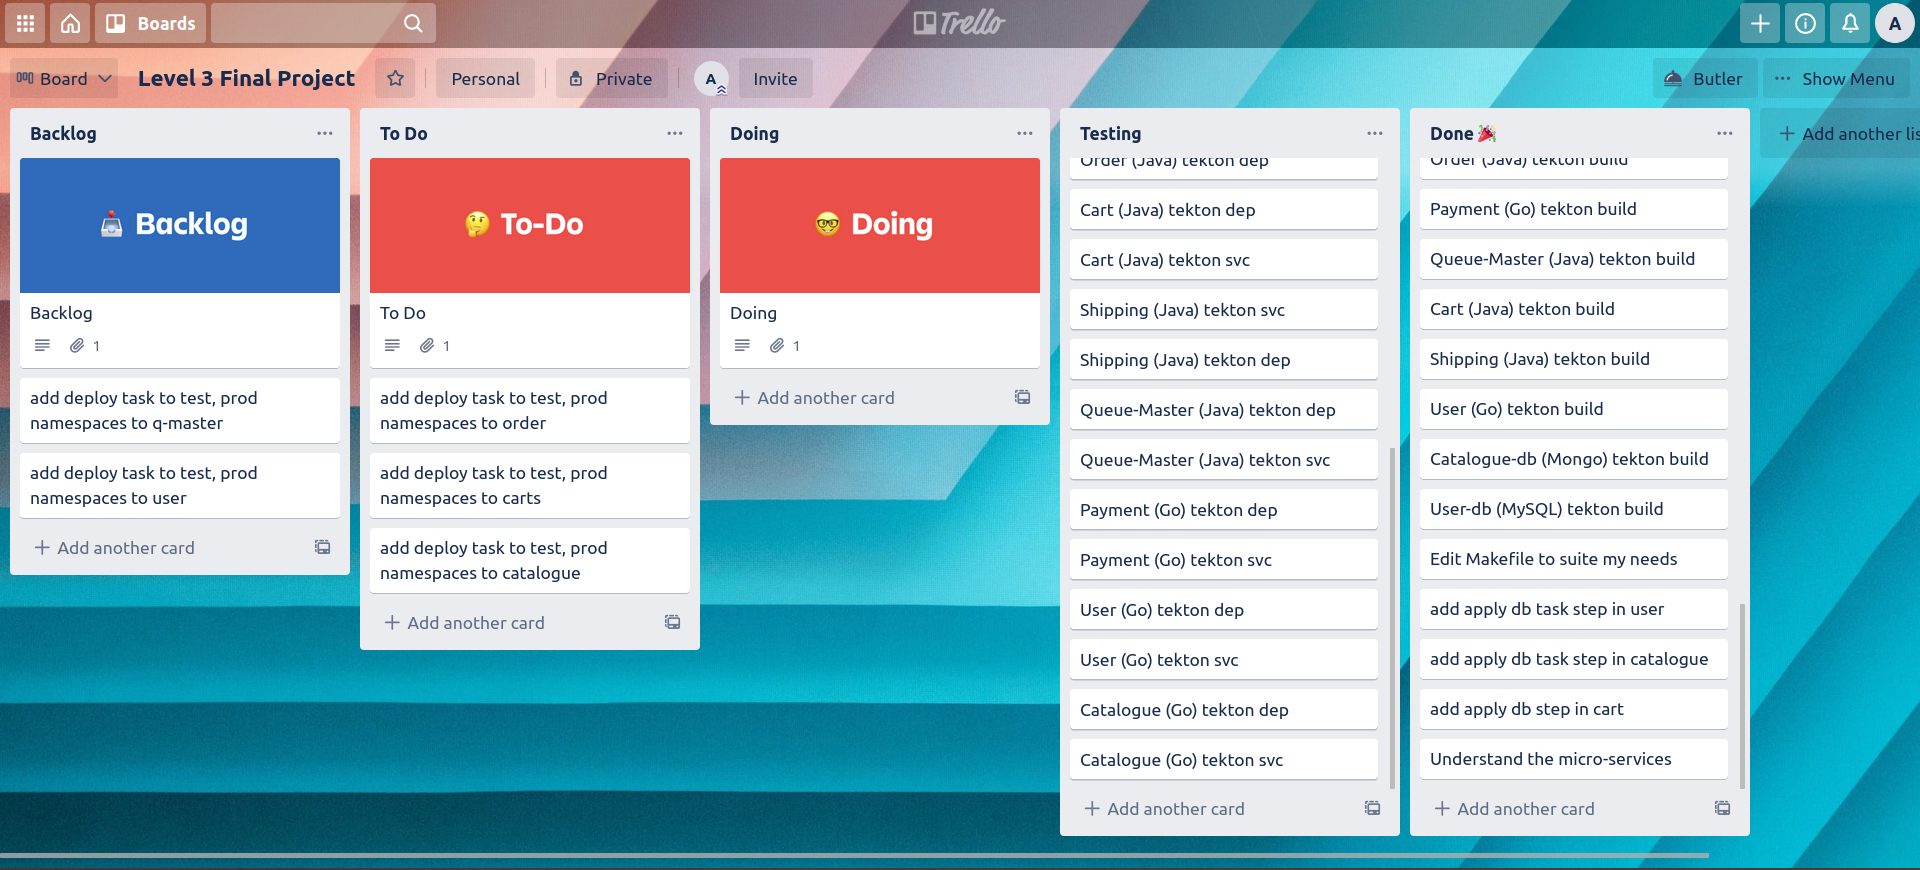 Boards
Trello
A
Board
Level 3 Final Project
Personal
Private
A
Invite
Butler
Show Menu
Backlog
Backlog
Backlog
1
add deploy task to test, prod
namespaces to q-master
add deploy task to test, prod
namespaces to user
Add another card
To Do
To-Do
To Do
1
add deploy task to test, prod
namespaces to order
add deploy task to test, prod
namespaces to carts
add deploy task to test, prod
namespaces to catalogue
Add another card
Doing
Doing
Doing
1
Add another card
Testing
Order (Java) tekton dep
Cart (Java) tekton dep
Cart (Java) tekton svc
Shipping (Java) tekton svc
Shipping (Java) tekton dep
Queue-Master (Java) tekton dep
Queue-Master (Java) tekton svc
Payment (Go) tekton dep
Payment (Go) tekton svc
User (Go) tekton dep
User (Go) tekton svc
Catalogue (Go) tekton dep
Catalogue (Go) tekton svc
Add another card
Done
Order (Java) tekton build
Payment (Go) tekton build
Queue-Master (Java) tekton build
Cart (Java) tekton build
Shipping (Java) tekton build
User (Go) tekton build
Catalogue-db (Mongo) tekton build
User-db (MySQL) tekton build
Edit Makefile to suite my needs
add apply db task step in user
add apply db task step in catalogue
add apply db step in cart
Understand the micro-services
Add another card
Add another lis